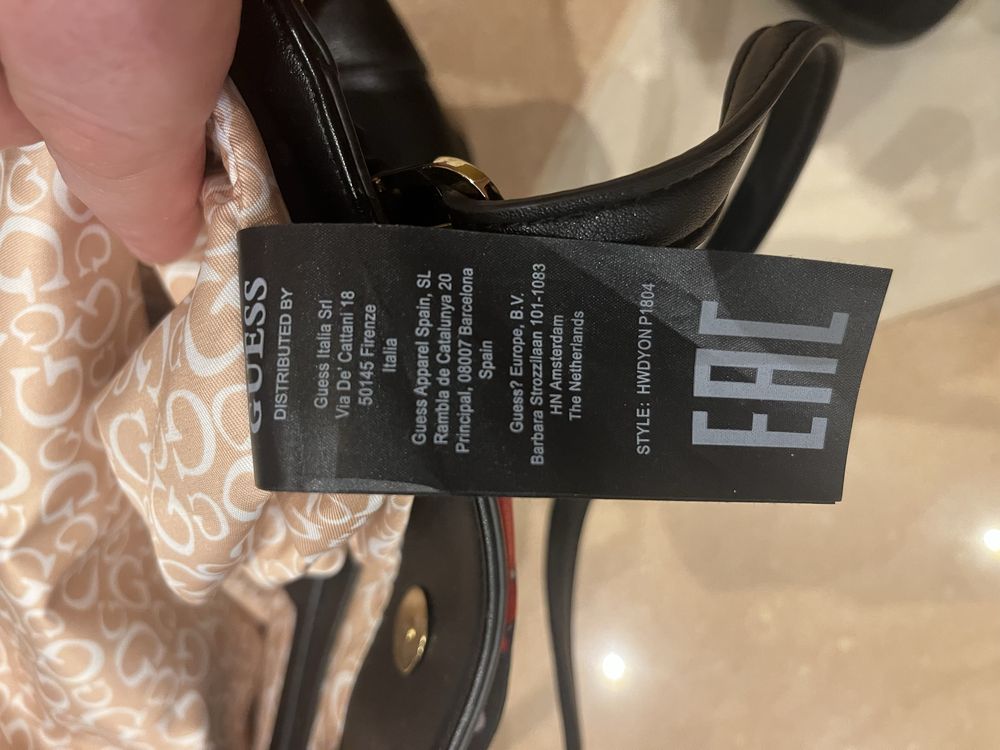 GUESS
DISTRIBUTED BY
Guess Italia Srl
Via De' Cattani 18
50145 Firenze
Italia
Guess Apparel Spain, SL
Rambla de Catalunya 20
Principal, 08007 Barcelona
Spain
Guess? Europe, B.V.
Barbara Strozzilaan 101-1083
HN Amsterdam
The Netherlands
STYLE: HWDYON P1804
EAC